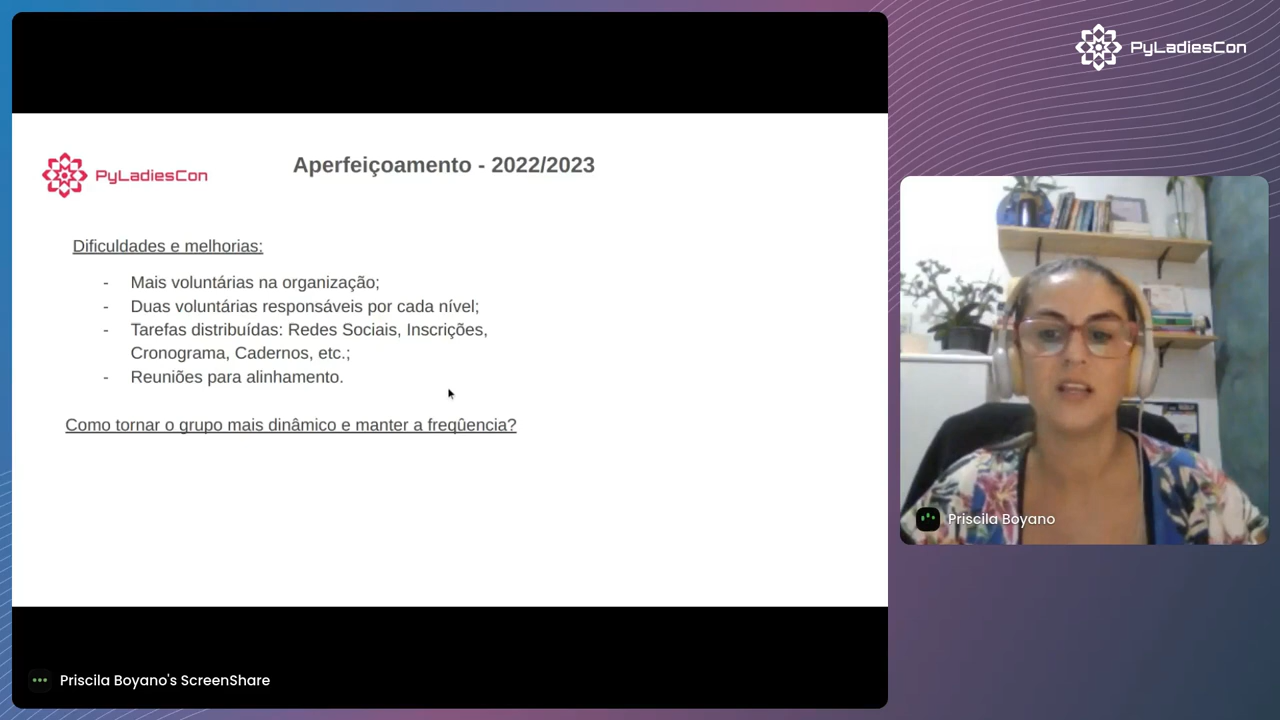 PyLadiesCon
PyLadiesCon
Aperfeiçoamento - 2022/2023
Dificuldades e melhorias:
- Mais voluntárias na organização;
- Duas voluntárias responsáveis por cada nível;
- Tarefas distribuídas: Redes Sociais, Inscrições,
Cronograma, Cadernos, etc.;
- Reuniões para alinhamento.
Como tornar o grupo mais dinâmico e manter a freqûencia?
Priscila Boyano
Priscila Boyano's ScreenShare